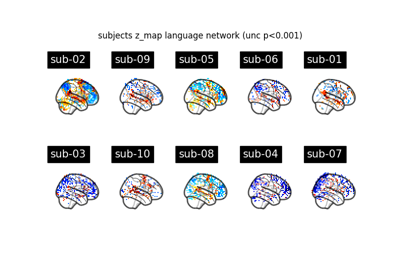 subjects z_map language network (unc p<0.001)
sub-02 sub-09 sub-05 sub-06 sub-01
sub-03 sub-10 sub-08 sub-04 sub-07